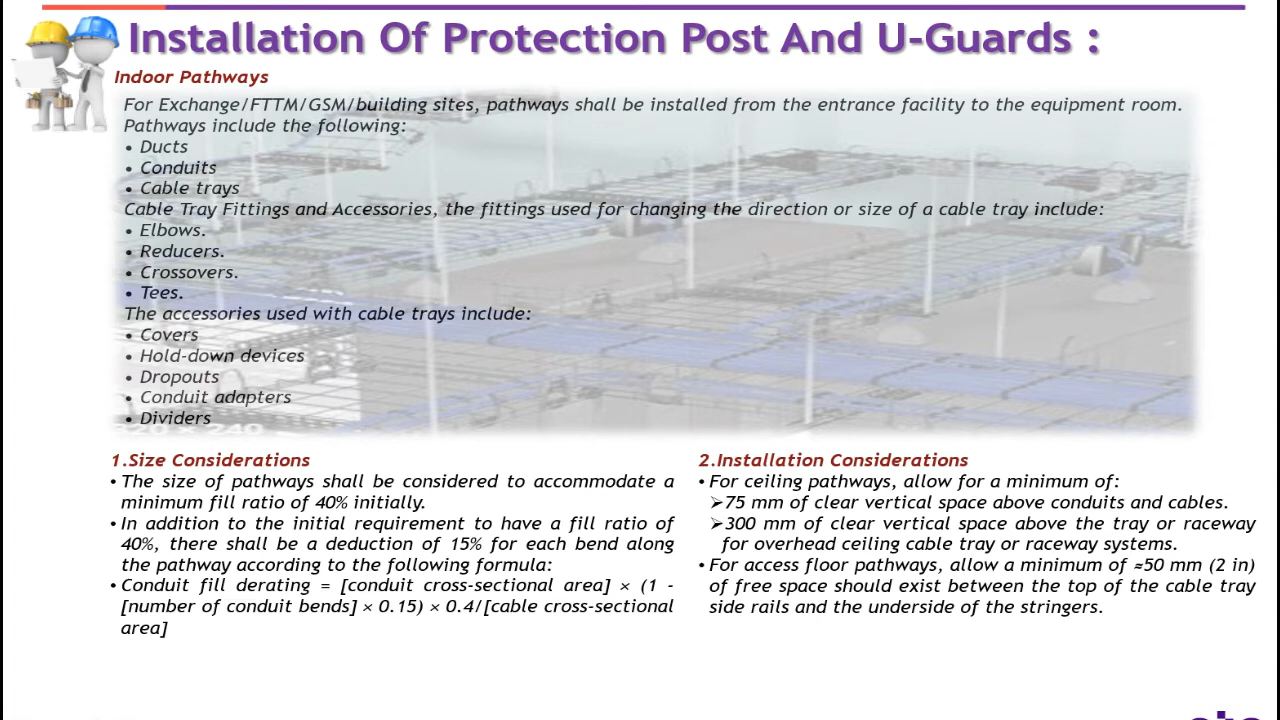 Installation Of Protection Post And U-Guards :
Indoor Pathways
For Exchange/FTTM/GSM/building sites, pathways shall be installed from the entrance facility to the equipment room.
Pathways include the following:
• Ducts
• Conduits
• Cable trays
Cable Tray Fittings and Accessories, the fittings used for changing the direction or size of a cable tray include:
• Elbows.
• Reducers.
• Crossovers.
• Tees.
The accessories used with cable trays include:
• Covers
• Hold-down devices
• Dropouts
• Conduit adapters
• Dividers
320 × 240
1.Size Considerations
• The size of pathways shall be considered to accommodate a
minimum fill ratio of 40% initially.
• In addition to the initial requirement to have a fill ratio of
40%, there shall be a deduction of 15% for each bend along
the pathway according to the following formula:
• Conduit fill derating = [conduit cross-sectional area] × (1 -
[number of conduit bends] × 0.15) × 0.4/[cable cross-sectional
area]
2.Installation Considerations
• For ceiling pathways, allow for a minimum of:
➢75 mm of clear vertical space above conduits and cables.
➢300 mm of clear vertical space above the tray or raceway
for overhead ceiling cable tray or raceway systems.
• For access floor pathways, allow a minimum of ≈50 mm (2 in)
of free space should exist between the top of the cable tray
side rails and the underside of the stringers.